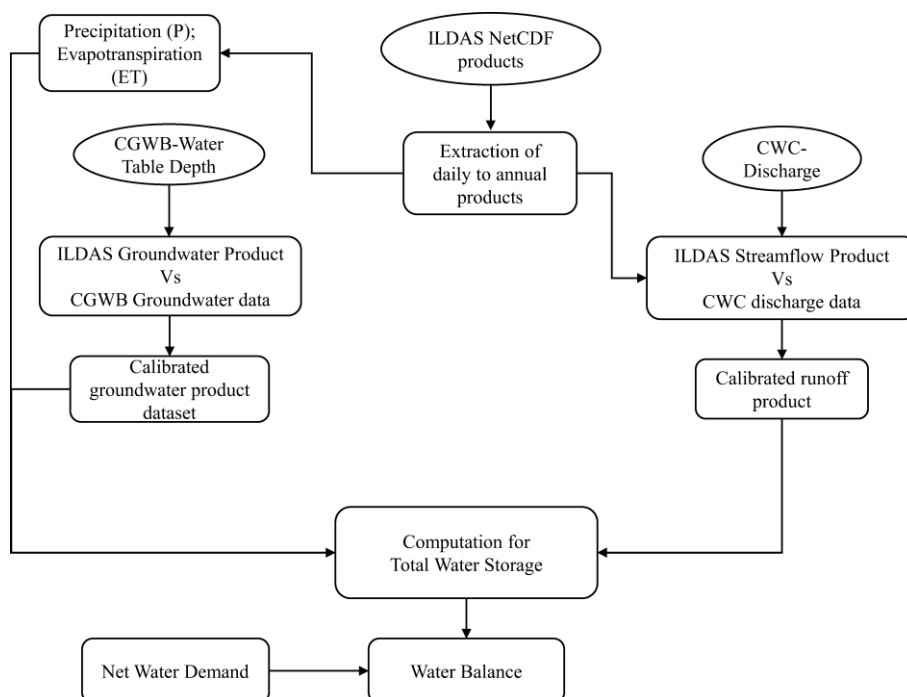 Precipitation (P);
Evapotranspiration
(ET)
ILDAS NetCDF
products
CGWB-Water
Table Depth
Extraction of
daily to annual
products
CWC-
Discharge
ILDAS Groundwater Product
Vs
CGWB Groundwater data
ILDAS Streamflow Product
Vs
CWC discharge data
Calibrated
groundwater product
dataset
Calibrated runoff
product
Computation for
Total Water Storage
Net Water Demand
Water Balance